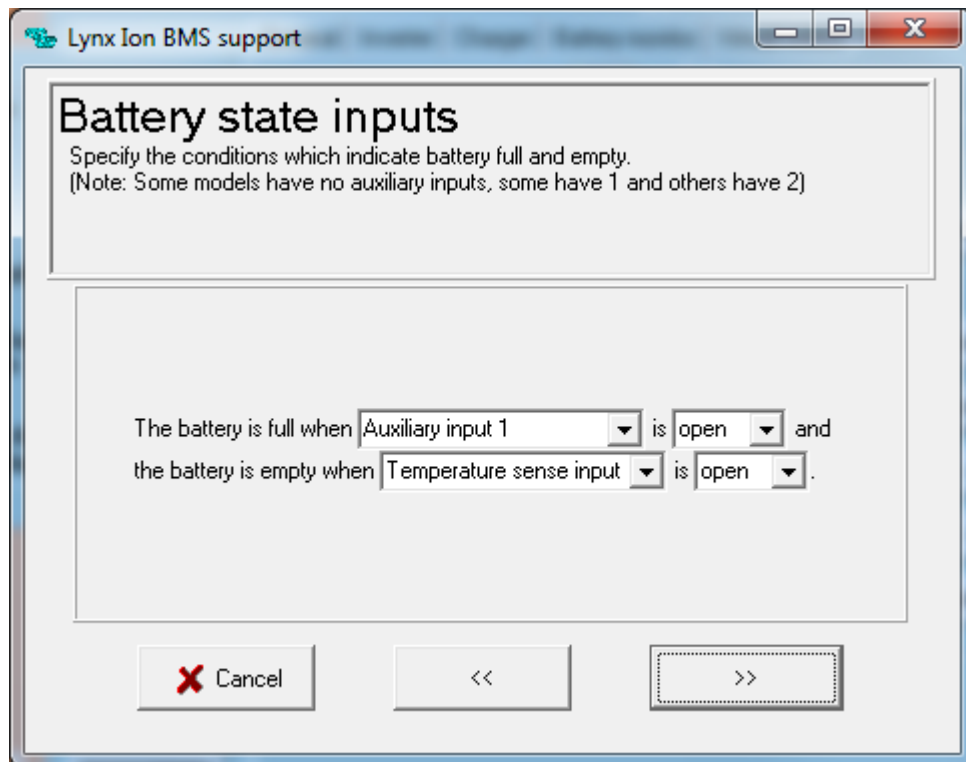 Lynx Ion BMS support
Battery state inputs
Specify the conditions which indicate battery full and empty.
(Note: Some models have no auxiliary inputs, some have 1 and others have 2)
The battery is full when Auxiliary input 1 is open and
the battery is empty when Temperature sense input is open .
Cancel << >>